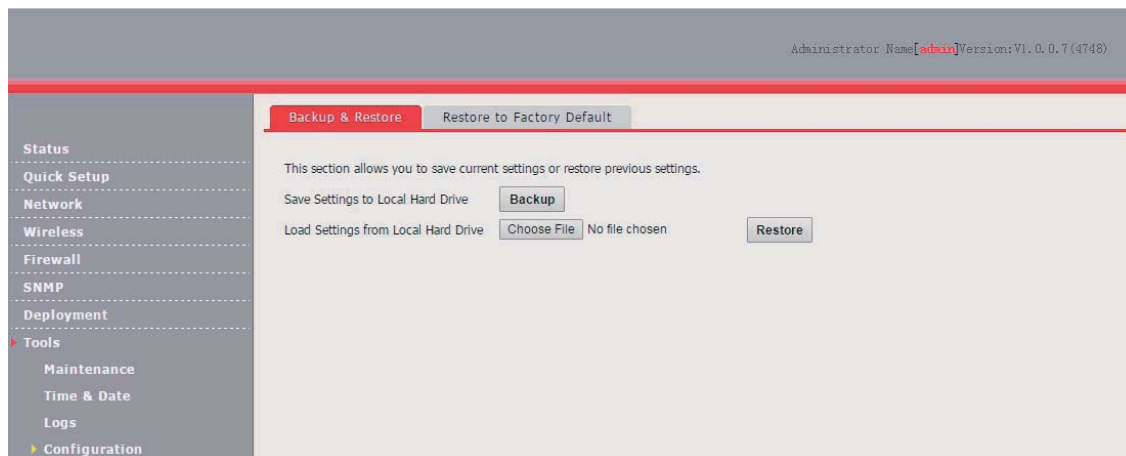 Administrator Name[admin]Version:V1.0.0.7(4748)
Backup & Restore Restore to Factory Default
Status
Quick Setup
Network
Wireless
Firewall
SNMP
Deployment
Tools
Maintenance
Time & Date
Logs
Configuration
This section allows you to save current settings or restore previous settings.
Save Settings to Local Hard Drive Backup
Load Settings from Local Hard Drive Choose File No file chosen Restore